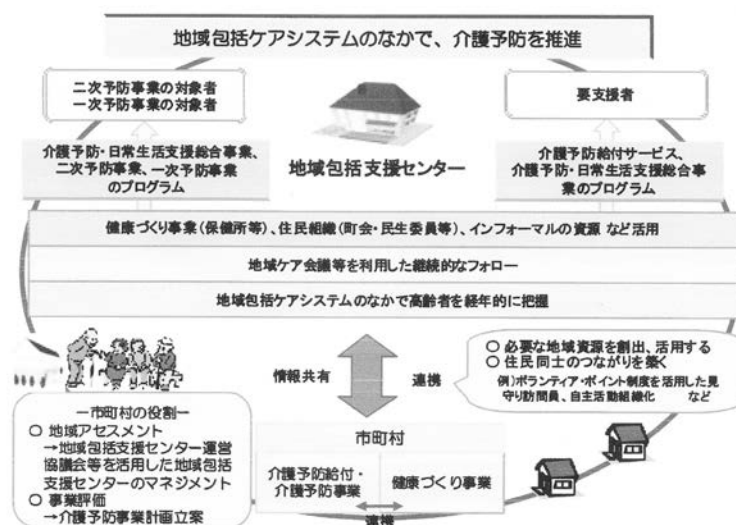 地域包括ケアシステムのなかで、介護予防を推進
二次予防事業の対象者
一次予防事業の対象者
要支援者
介護予防・日常生活支援総合事業、
二次予防事業、一次予防事業
のプログラム
地域包括支援センター
介護予防給付サービス、
介護予防・日常生活支援総合事
業のプログラム
健康づくり事業（保健所等）、住民組織（町会・民生委員等）、インフォーマルの資源 など活用
地域ケア会議等を利用した継続的なフォロー
地域包括ケアシステムのなかで高齢者を経年的に把握
情報共有
連携
○ 必要な地域資源を創出、活用する
○ 住民同士のつながりを築く
例）ボランティア・ポイント制度を活用した見
守り訪問員、自主活動組織化 など
―市町村の役割―
○ 地域アセスメント
→地域包括支援センター運営
協議会等を活用した地域包括
支援センターのマネジメント
○ 事業評価
→介護予防事業計画立案
市町村
介護予防給付・
介護予防事業
健康づくり事業
連携